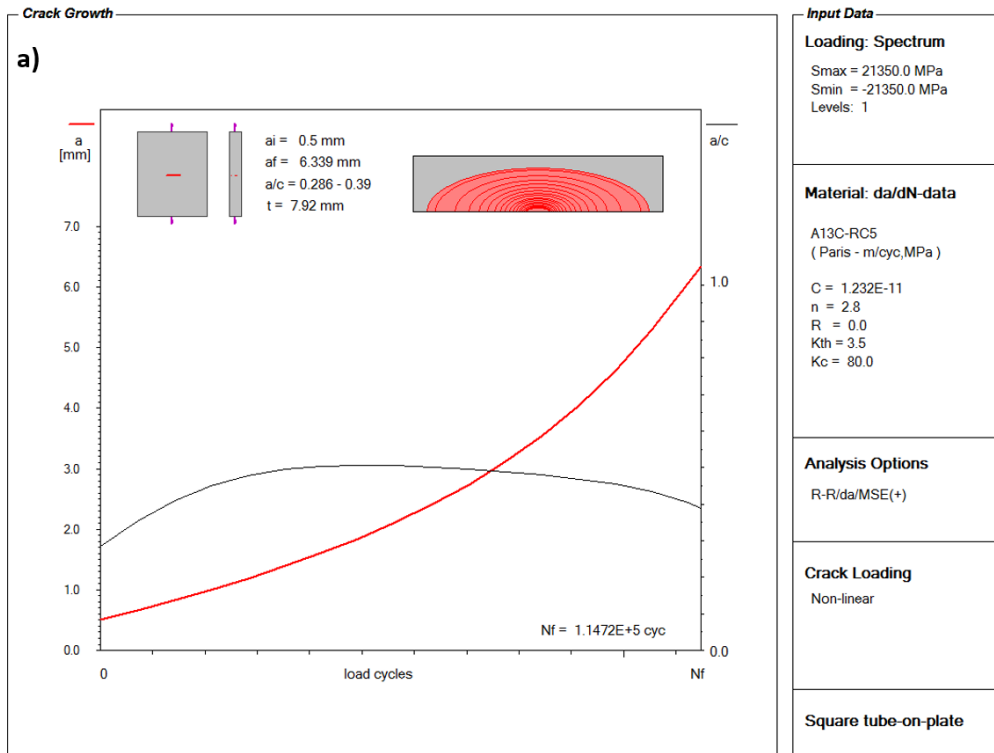 Crack Growth
a)
a
[mm]
ai = 0.5 mm
af = 6.339 mm
a/c = 0.286 - 0.39
t = 7.92 mm
a/c
7.0
6.0
5.0
4.0
3.0
2.0
1.0
0.0
1.0
0.0
Nf = 1.1472E+5 cyc
0
load cycles
Nf
Input Data
Loading: Spectrum
Smax = 21350.0 MPa
Smin = -21350.0 MPa
Levels: 1
Material: da/dN-data
A13C-RC5
( Paris - m/cyc,MPa )
C = 1.232E-11
n = 2.8
R = 0.0
Kth = 3.5
Kc = 80.0
Analysis Options
R-R/da/MSE(+)
Crack Loading
Non-linear
Square tube-on-plate